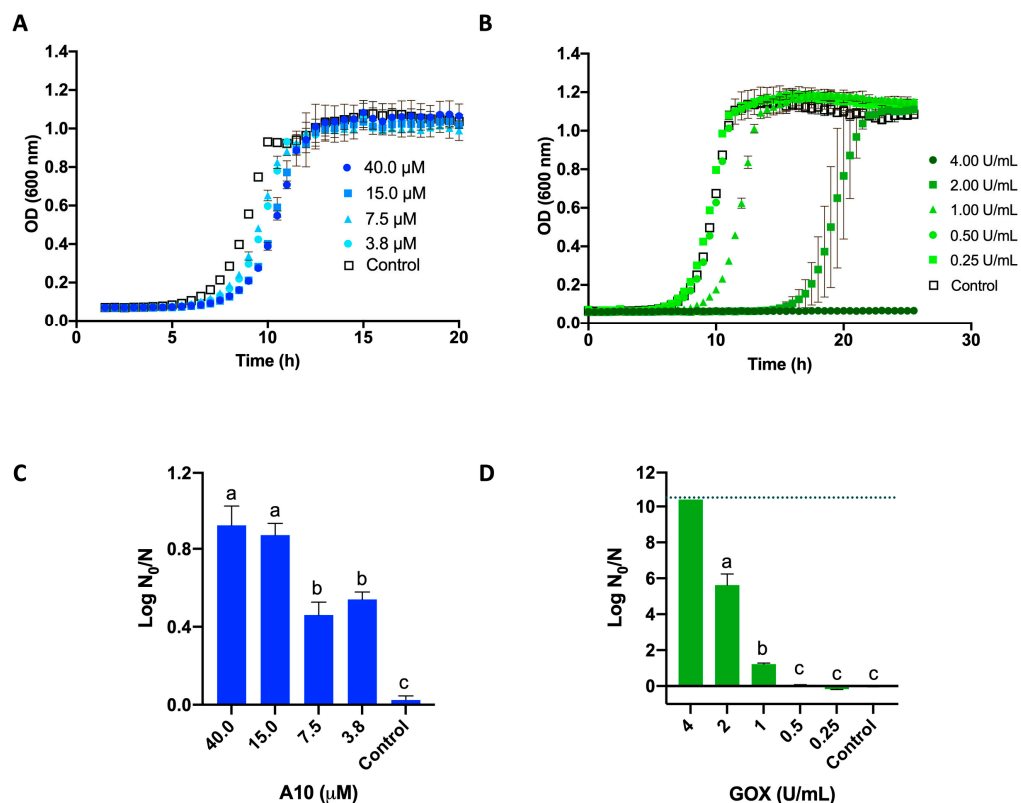 A
1.4
1.2
1.0
0.8
0.6
0.4
0.2
0.0
OD (600 nm)
40.0 µM
15.0 µM
7.5 µM
3.8 µM
Control
0 5 10 15 20
Time (h)
B
1.4
1.2
1.0
0.8
0.6
0.4
0.2
0.0
OD (600 nm)
4.00 U/mL
2.00 U/mL
1.00 U/mL
0.50 U/mL
0.25 U/mL
Control
0 10 20 30
Time (h)
C
1.2
0.8
0.4
0.0
Log N₀/N
a a b b c
40.0 15.0 7.5 3.8 Control
A10 (µM)
D
12
10
8
6
4
2
0
Log N₀/N
a b c c c
4 2 1 0.5 0.25 Control
GOX (U/mL)